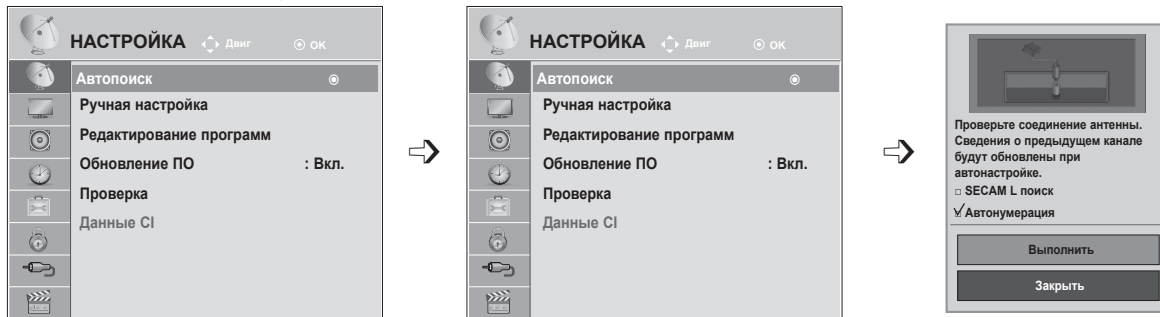 НАСТРОЙКА Двиг ОК
Автопоиск
Ручная настройка
Редактирование программ
Обновление ПО : Вкл.
Проверка
Данные CI
НАСТРОЙКА Двиг ОК
Автопоиск
Ручная настройка
Редактирование программ
Обновление ПО : Вкл.
Проверка
Данные CI
Проверьте соединение антенны.
Сведения о предыдущем канале
будут обновлены при
автонастройке.
SECAM L поиск
Автонумерация
Выполнить
Закрыть